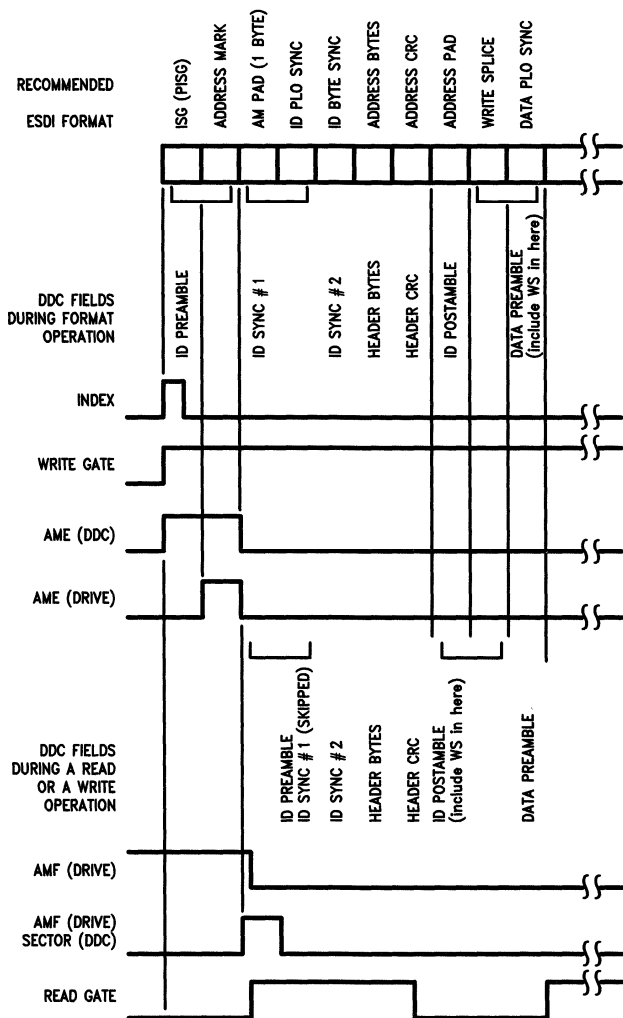 RECOMMENDED
ESDI FORMAT
ISG (PISG)
ADDRESS MARK
AM PAD (1 BYTE)
ID PLO SYNC
ID BYTE SYNC
ADDRESS BYTES
ADDRESS CRC
ADDRESS PAD
WRITE SPLICE
DATA PLO SYNC
DDC FIELDS
DURING FORMAT
OPERATION
ID PREAMBLE
ID SYNC # 1
ID SYNC # 2
HEADER BYTES
HEADER CRC
ID POSTAMBLE
DATA PREAMBLE
(include WS in here)
INDEX
WRITE GATE
AME (DDC)
AME (DRIVE)
DDC FIELDS
DURING A READ
OR A WRITE
OPERATION
ID PREAMBLE
ID SYNC # 1 (SKIPPED)
ID SYNC # 2
HEADER BYTES
HEADER CRC
ID POSTAMBLE
(include WS in here)
DATA PREAMBLE
AMF (DRIVE)
AMF (DRIVE)
SECTOR (DDC)
READ GATE